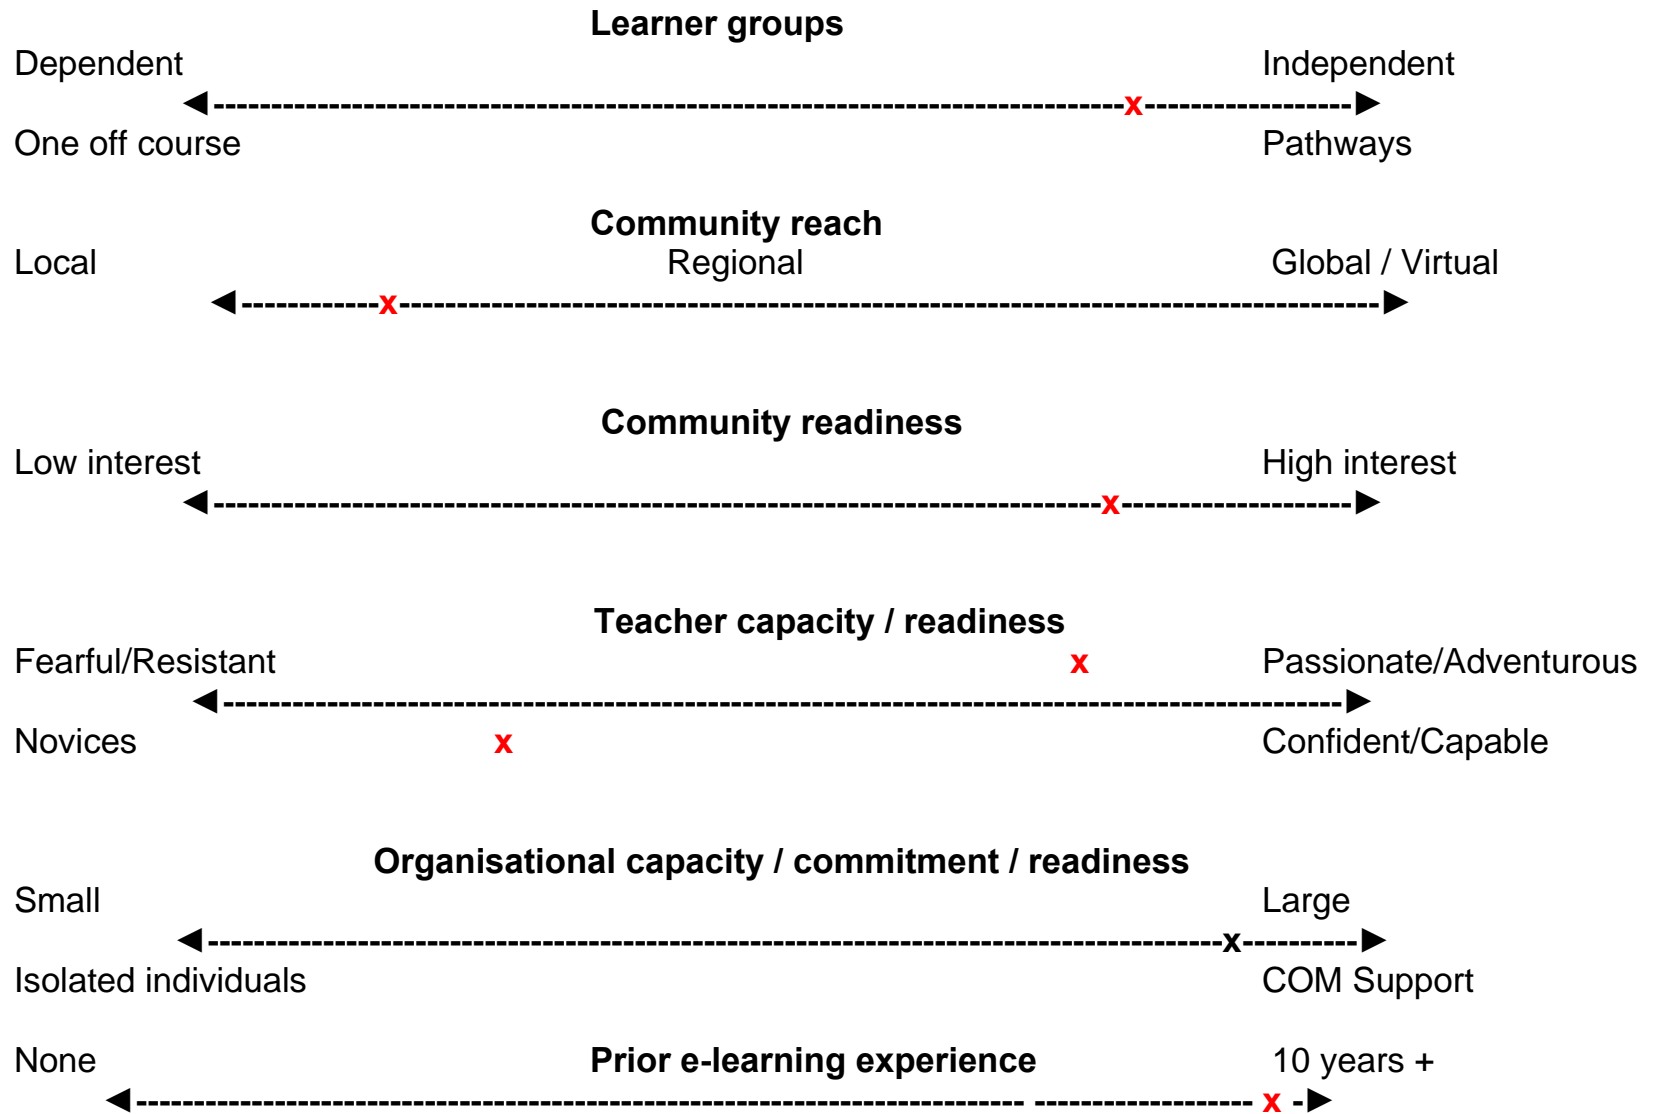 Learner groups
Dependent Independent
◄-------------------------------------------------------------------------------x------------------►
One off course Pathways
Community reach
Local Regional Global / Virtual
◄------------x-------------------------------------------------------------------------------------►
Community readiness
Low interest High interest
◄-----------------------------------------------------------------------------x--------------------►
Teacher capacity / readiness
Fearful/Resistant x Passionate/Adventurous
◄-------------------------------------------------------------------------------------------------►
Novices x Confident/Capable
Organisational capacity / commitment / readiness
Small Large
◄----------------------------------------------------------------------------------------x----------►
Isolated individuals COM Support
None Prior e-learning experience 10 years +
◄----------------------------------------------------------------------------- ------------------- x -►